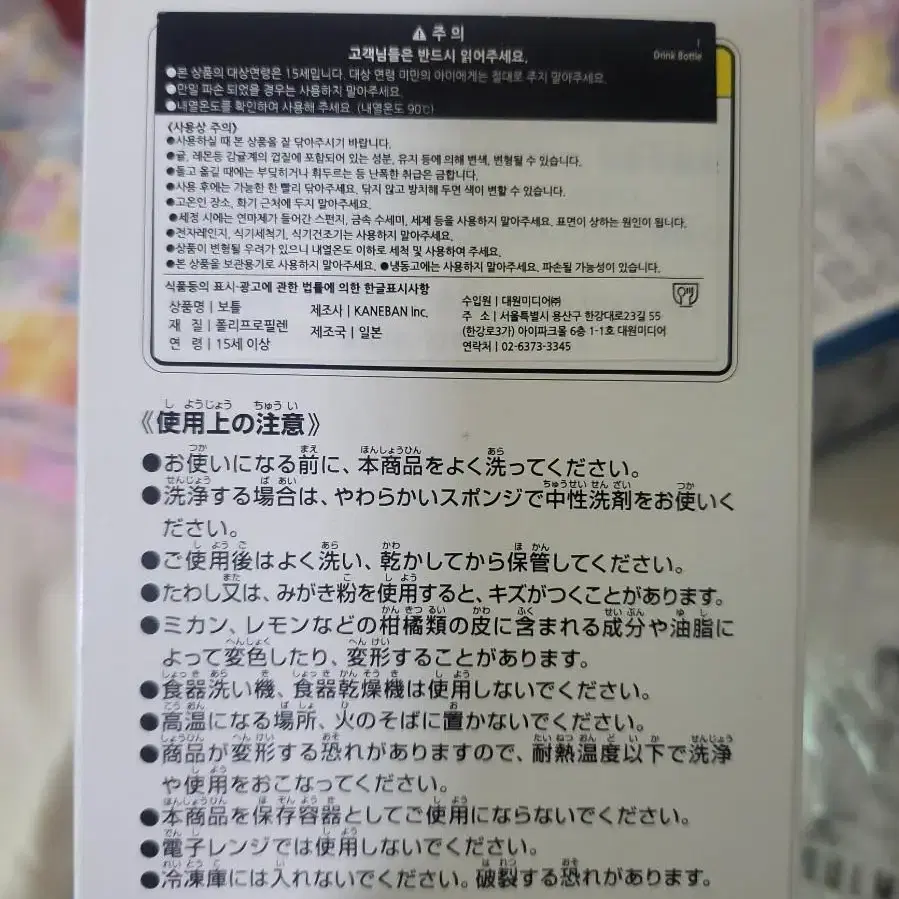 ⚠ 주 의
고객님들은 반드시 읽어주세요.
Drink Bottle
●본 상품의 대상연령은 15세입니다. 대상 연령 미만의 아이에게는 절대로 주지 말아주세요.
●만일 파손 되었을 경우는 사용하지 말아주세요.
●내열온도를 확인하여 사용해 주세요. (내열온도 90℃)
《사용상 주의》
●사용하실 때 본 상품을 잘 닦아주시기 바랍니다.
●귤, 레몬등 감귤계의 껍질에 포함되어 있는 성분, 유지 등에 의해 변색, 변형될 수 있습니다.
●들고 옮길 때에는 부딪히거나 휘두르는 등 난폭한 취급은 금합니다.
●사용 후에는 가능한 한 빨리 닦아주세요. 닦지 않고 방치해 두면 색이 변할 수 있습니다.
●고온인 장소, 화기 근처에 두지 말아주세요.
●세정 시에는 연마제가 들어간 스펀지, 금속 수세미, 세제 등을 사용하지 말아주세요. 표면이 상하는 원인이 됩니다.
●전자레인지, 식기세척기, 식기건조기는 사용하지 말아주세요.
●상품이 변형될 우려가 있으니 내열온도 이하로 세척 및 사용하여 주세요.
●본 상품을 보관용기로 사용하지 말아주세요. ●냉동고에는 사용하지 말아주세요. 파손될 가능성이 있습니다.
식품등의 표시·광고에 관한 법률에 의한 한글표시사항
상품명 | 보틀
재 질 | 폴리프로필렌
연 령 | 15세 이상
제조사 | KANEBAN Inc.
제조국 | 일본
수입원 | 대원미디어㈜
주 소 | 서울특별시 용산구 한강대로23길 55
(한강로3가) 아이파크몰 6층 1-1호 대원미디어
연락처 | 02-6373-3345
《使用上の注意》
●お使いになる前に、本商品をよく洗ってください。
●洗浄する場合は、やわらかいスポンジで中性洗剤をお使いく
ださい。
●ご使用後はよく洗い、乾かしてから保管してください。
●たわし又は、みがき粉を使用すると、キズがつくことがあります。
●ミカン、レモンなどの柑橘類の皮に含まれる成分や油脂に
よって変色したり、変形することがあります。
●食器洗い機、食器乾燥機は使用しないでください。
●高温になる場所、火のそばに置かないでください。
●商品が変形する恐れがありますので、耐熱温度以下で洗浄
や使用をおこなってください。
●本商品を保存容器としてご使用にならないでください。
●電子レンジでは使用しないでください。
●冷凍庫には入れないでください。破裂する恐れがあります。